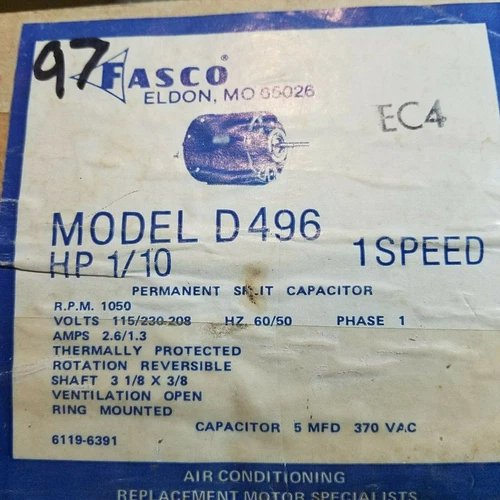 97
FASCO®
ELDON, MO 65026
EC4
MODEL D496
HP 1/10 1 SPEED
PERMANENT SPLIT CAPACITOR
R.P.M. 1050
VOLTS 115/230-208 HZ 60/50 PHASE 1
AMPS 2.6/1.3
THERMALLY PROTECTED
ROTATION REVERSIBLE
SHAFT 3 1/8 X 3/8
VENTILATION OPEN
RING MOUNTED
CAPACITOR 5 MFD 370 VAC
6119-6391
AIR CONDITIONING
REPLACEMENT MOTOR SPECIALISTS